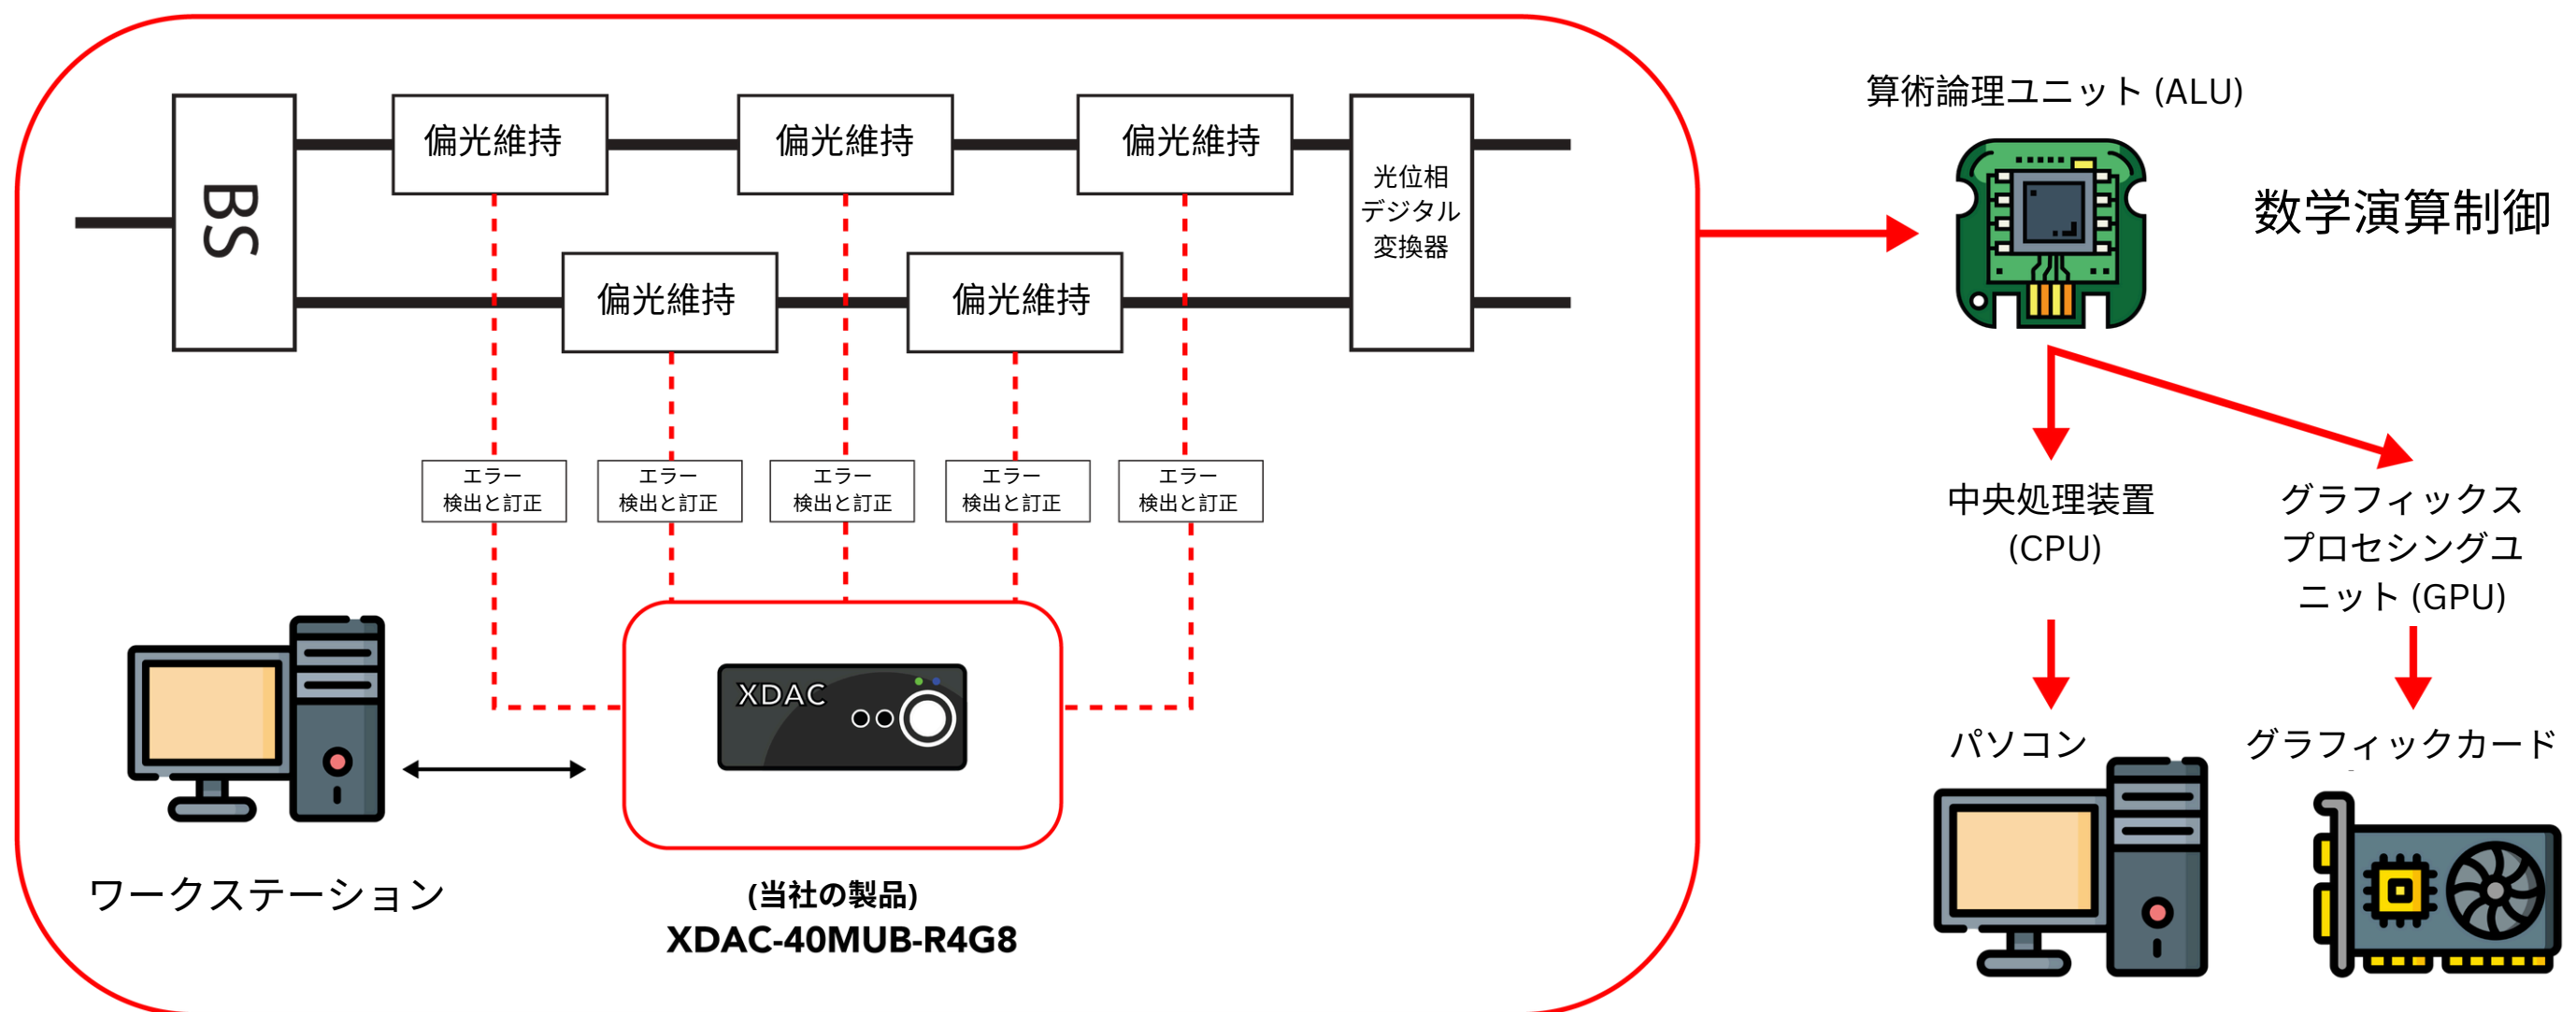 BS
偏光維持
偏光維持
偏光維持
光位相
デジタル
変換器
偏光維持
偏光維持
エラー
検出と訂正
エラー
検出と訂正
エラー
検出と訂正
エラー
検出と訂正
エラー
検出と訂正
XDAC
ワークステーション
(当社の製品)
XDAC-40MUB-R4G8
算術論理ユニット (ALU)
数学演算制御
中央処理装置
(CPU)
グラフィックス
プロセシングユ
ニット (GPU)
パソコン
グラフィックカード